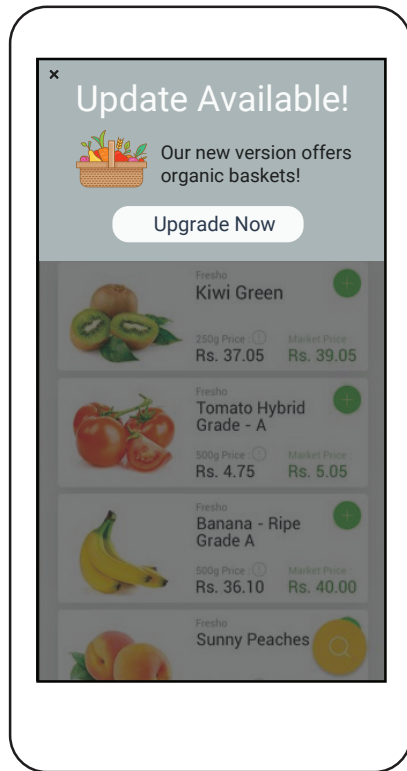 ×
Update Available!
Our new version offers
organic baskets!
Upgrade Now
Fresho
Kiwi Green
250g Price : Market Price :
Rs. 37.05 Rs. 39.05
Fresho
Tomato Hybrid
Grade - A
500g Price : Market Price :
Rs. 4.75 Rs. 5.05
Fresho
Banana - Ripe
Grade A
500g Price : Market Price :
Rs. 36.10 Rs. 40.00
Fresho
Sunny Peaches